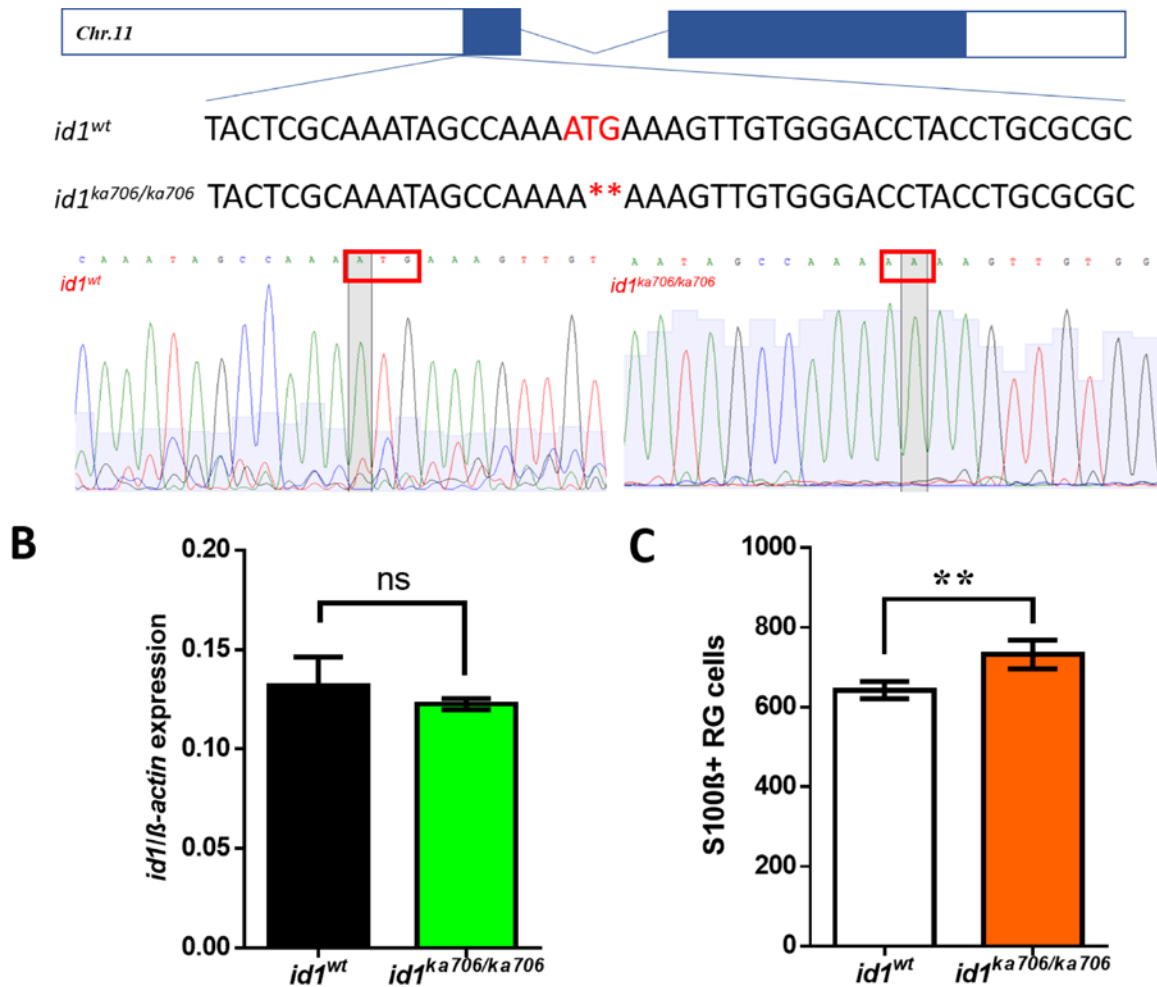 Chr.11
id1wt TACTCGCAAATAGCCAAAATGAAAGTTGTGGGACCTACCTGCGCGC
id1ka706/ka706 TACTCGCAAATAGCCAAAA**AAAGTTGTGGGACCTACCTGCGCGC
C A A A T A G C C A A A A T G A A A G T T G T
A A T A G C C A A A A A A G T T G T G G
id1wt
id1ka706/ka706
B
id1/ß-actin expression
0.20
0.15
0.10
0.05
0.00
ns
id1wt id1ka706/ka706
C
S100ß+ RG cells
1000
800
600
400
200
0
**
id1wt id1ka706/ka706